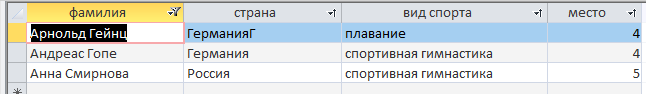 фамилия страна вид спорта место
Арнольд Гейнц ГерманияГ плавание 4
Андреас Гопе Германия спортивная гимнастика 4
Анна Смирнова Россия спортивная гимнастика 5